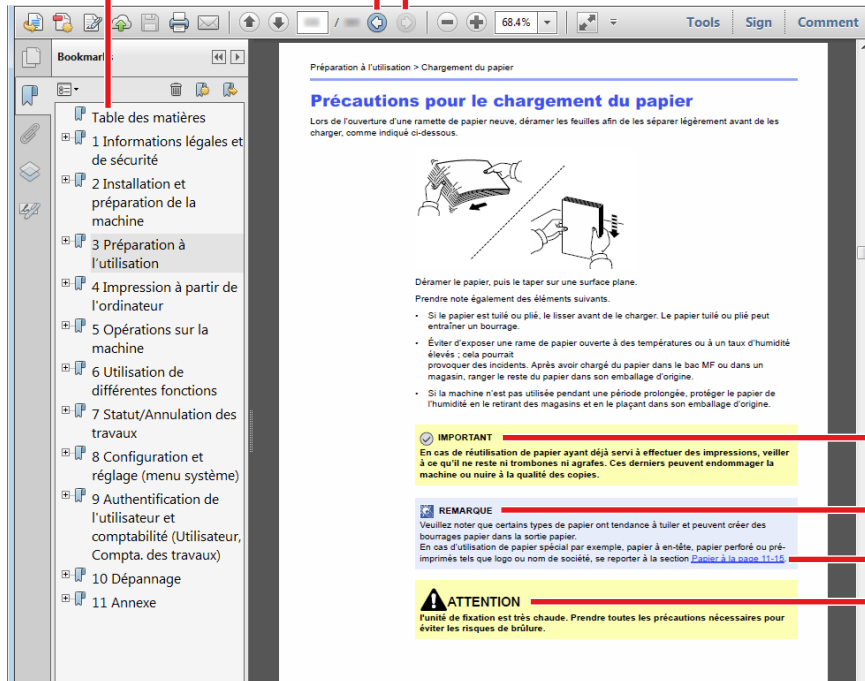 /
68.4%
Tools
Sign
Comment
Table des matières
1 Informations légales et
de sécurité
2 Installation et
préparation de la
machine
3 Préparation à
l'utilisation
4 Impression à partir de
l'ordinateur
5 Opérations sur la
machine
6 Utilisation de
différentes fonctions
7 Statut/Annulation des
travaux
8 Configuration et
réglage (menu système)
9 Authentification de
l'utilisateur et
comptabilité (Utilisateur,
Compta. des travaux)
10 Dépannage
11 Annexe
Préparation à l'utilisation > Chargement du papier
Précautions pour le chargement du papier
Lors de l'ouverture d'une ramette de papier neuve, déramer les feuilles afin de les séparer légèrement avant de les
charger, comme indiqué ci-dessous.
Déramer le papier, puis le taper sur une surface plane.
Prendre note également des éléments suivants.
• Si le papier est tuilé ou plié, le lisser avant de le charger. Le papier tuilé ou plié peut
entraîner un bourrage.
• Éviter d'exposer une rame de papier ouverte à des températures ou à un taux d'humidité
élevés ; cela pourrait
provoquer des incidents. Après avoir chargé du papier dans le bac MF ou dans un
magasin, ranger le reste du papier dans son emballage d'origine.
• Si la machine n'est pas utilisée pendant une période prolongée, protéger le papier de
l'humidité en le retirant des magasins et en le plaçant dans son emballage d'origine.
IMPORTANT
En cas de réutilisation de papier ayant déjà servi à effectuer des impressions, veiller
à ce qu'il ne reste ni trombones ni agrafes. Ces derniers peuvent endommager la
machine ou nuire à la qualité des copies.
REMARQUE
Veuillez noter que certains types de papier ont tendance à tuiler et peuvent créer des
bourrages papier dans la sortie papier.
En cas d'utilisation de papier spécial par exemple, papier à en-tête, papier perforé ou pré-
imprimés tels que logo ou nom de société, se reporter à la section Papier à la page 11-15.
ATTENTION
l'unité de fixation est très chaude. Prendre toutes les précautions nécessaires pour
éviter les risques de brûlure.